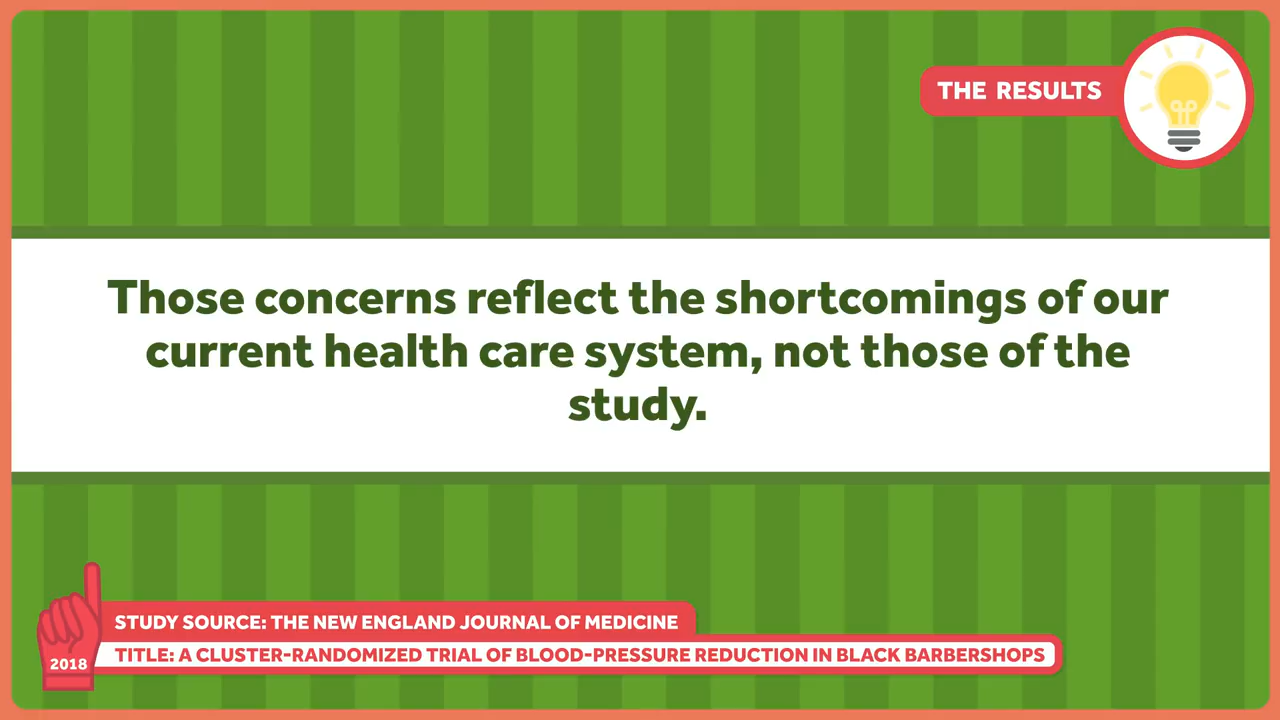 THE RESULTS
Those concerns reflect the shortcomings of our
current health care system, not those of the
study.
STUDY SOURCE: THE NEW ENGLAND JOURNAL OF MEDICINE
2018
TITLE: A CLUSTER-RANDOMIZED TRIAL OF BLOOD-PRESSURE REDUCTION IN BLACK BARBERSHOPS